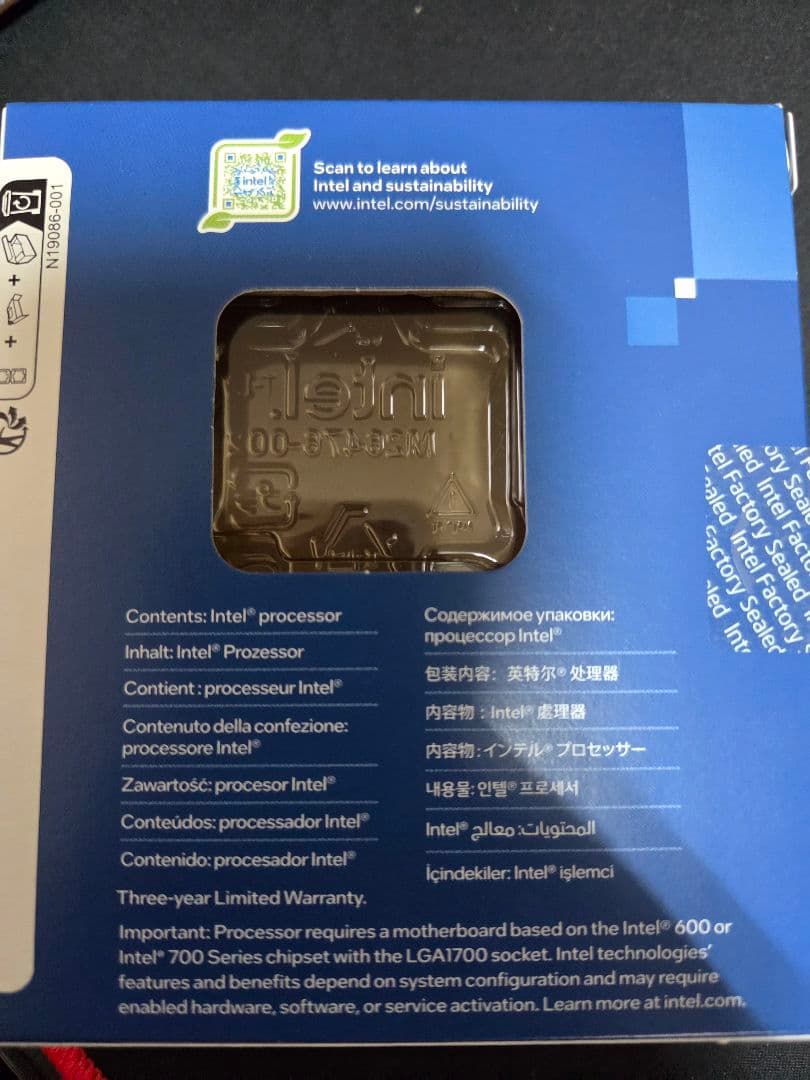 intel
Scan to learn about
Intel and sustainability
www.intel.com/sustainability
N19086-001
+
+
intel.
M26476-00
Contents: Intel® processor
Inhalt: Intel® Prozessor
Contient : processeur Intel®
Contenuto della confezione:
processore Intel®
Zawartość: procesor Intel®
Conteúdos: processador Intel®
Contenido: procesador Intel®
Содержимое упаковки:
процессор Intel®
包装内容：英特尔® 处理器
内容物：Intel® 處理器
内容物:インテル® プロセッサー
내용물: 인텔® 프로세서
المحتويات: معالج Intel®
İçindekiler: Intel® işlemci
Three-year Limited Warranty.
Important: Processor requires a motherboard based on the Intel® 600 or
Intel® 700 Series chipset with the LGA1700 socket. Intel technologies'
features and benefits depend on system configuration and may require
enabled hardware, software, or service activation. Learn more at intel.com.
Intel Factory Sealed
Intel Factory
Factory Sealed